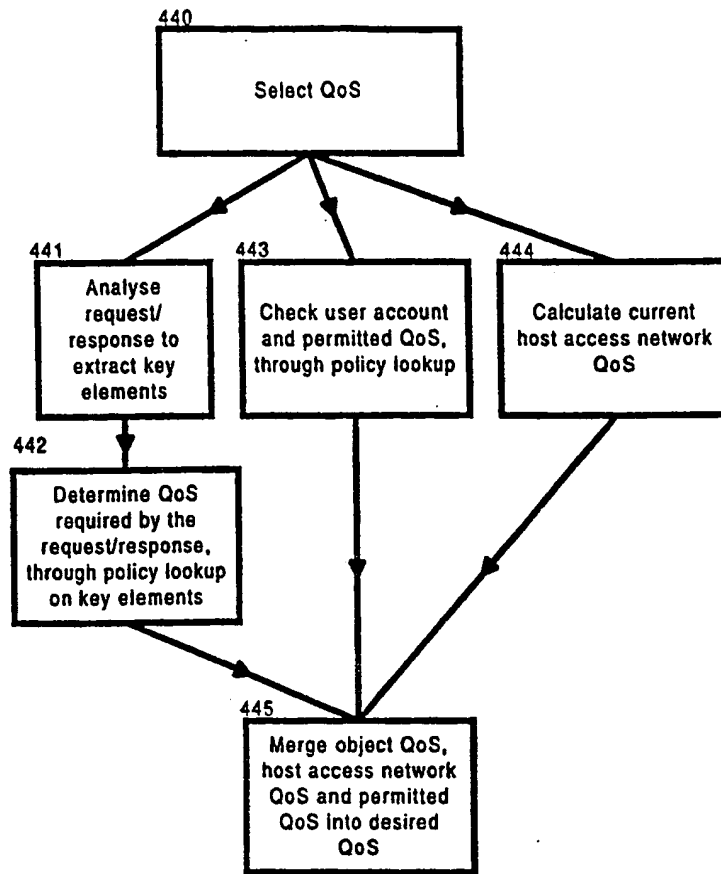 440
Select QoS
441
Analyse
request/
response to
extract key
elements
443
Check user account
and permitted QoS,
through policy lookup
444
Calculate current
host access network
QoS
442
Determine QoS
required by the
request/response,
through policy lookup
on key elements
445
Merge object QoS,
host access network
QoS and permitted
QoS into desired
QoS